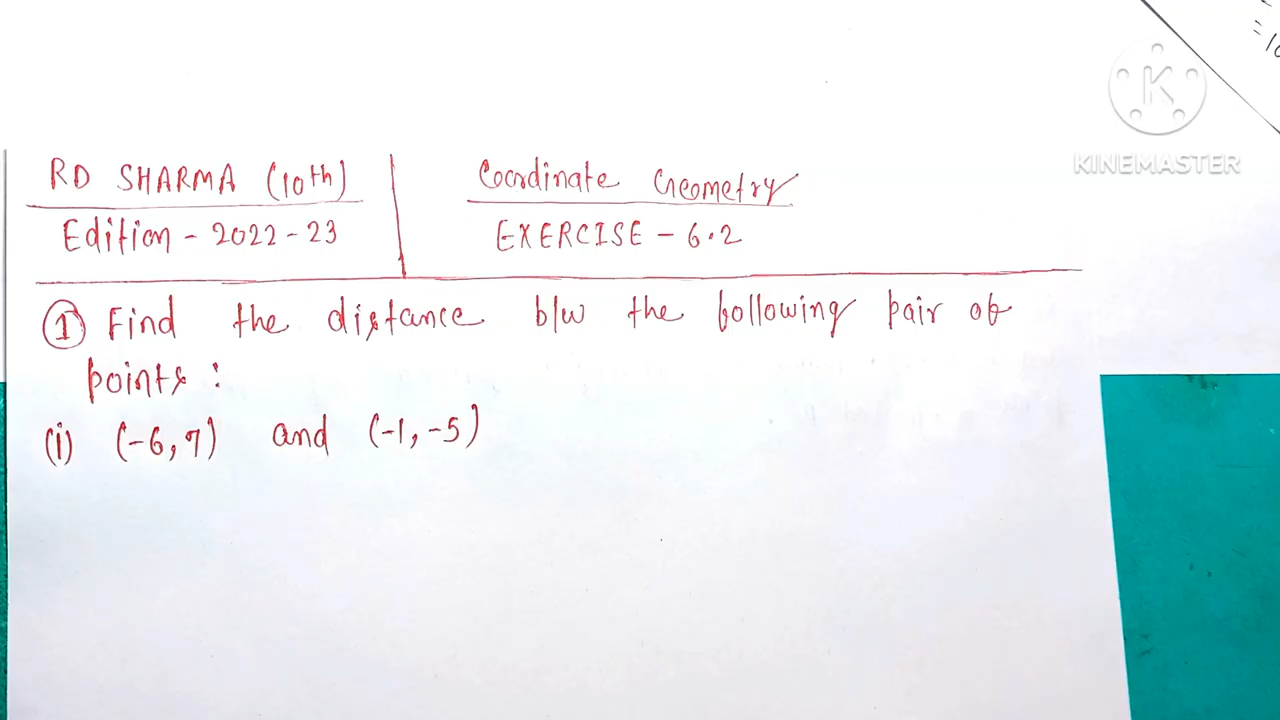 = 10
K
KINEMASTER
RD SHARMA (10th)
Edition - 2022-23
Coordinate Geometry
EXERCISE - 6.2
① Find the distance b/w the following pair of
points :
(i) (-6, 7) and (-1, -5)